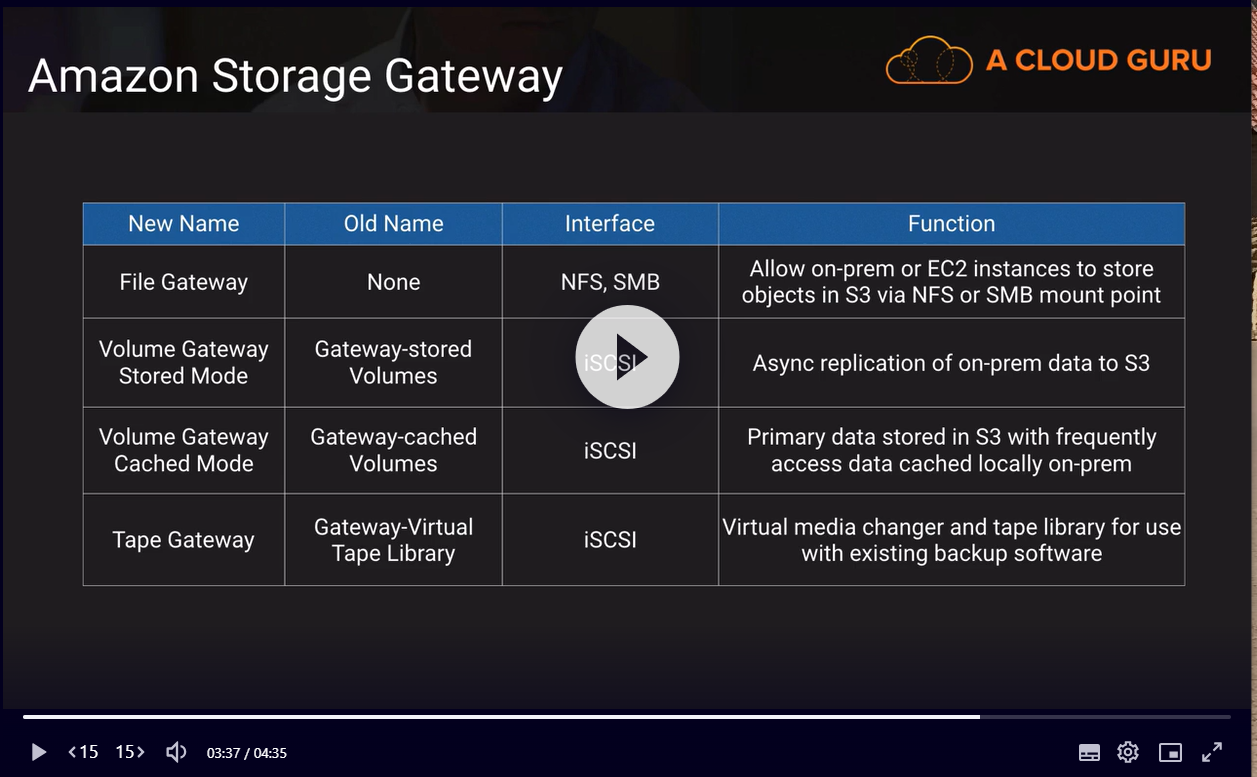 Amazon Storage Gateway
A CLOUD GURU
New Name
Old Name
Interface
Function
File Gateway
None
NFS, SMB
Allow on-prem or EC2 instances to store
objects in S3 via NFS or SMB mount point
Volume Gateway
Stored Mode
Gateway-stored
Volumes
iSCSI
Async replication of on-prem data to S3
Volume Gateway
Cached Mode
Gateway-cached
Volumes
iSCSI
Primary data stored in S3 with frequently
access data cached locally on-prem
Tape Gateway
Gateway-Virtual
Tape Library
iSCSI
Virtual media changer and tape library for use
with existing backup software
<15 15> 03:37 / 04:35